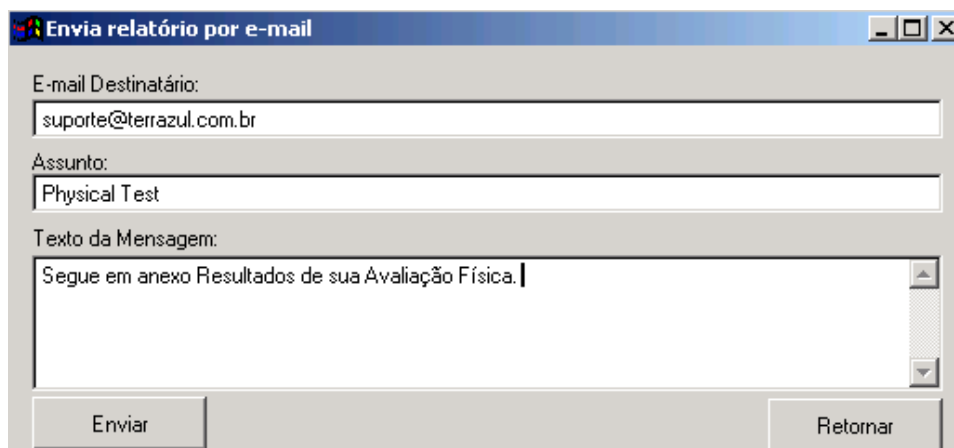 Envia relatório por e-mail
E-mail Destinatário:
suporte@terrazul.com.br
Assunto:
Physical Test
Texto da Mensagem:
Segue em anexo Resultados de sua Avaliação Física.
Enviar
Retornar